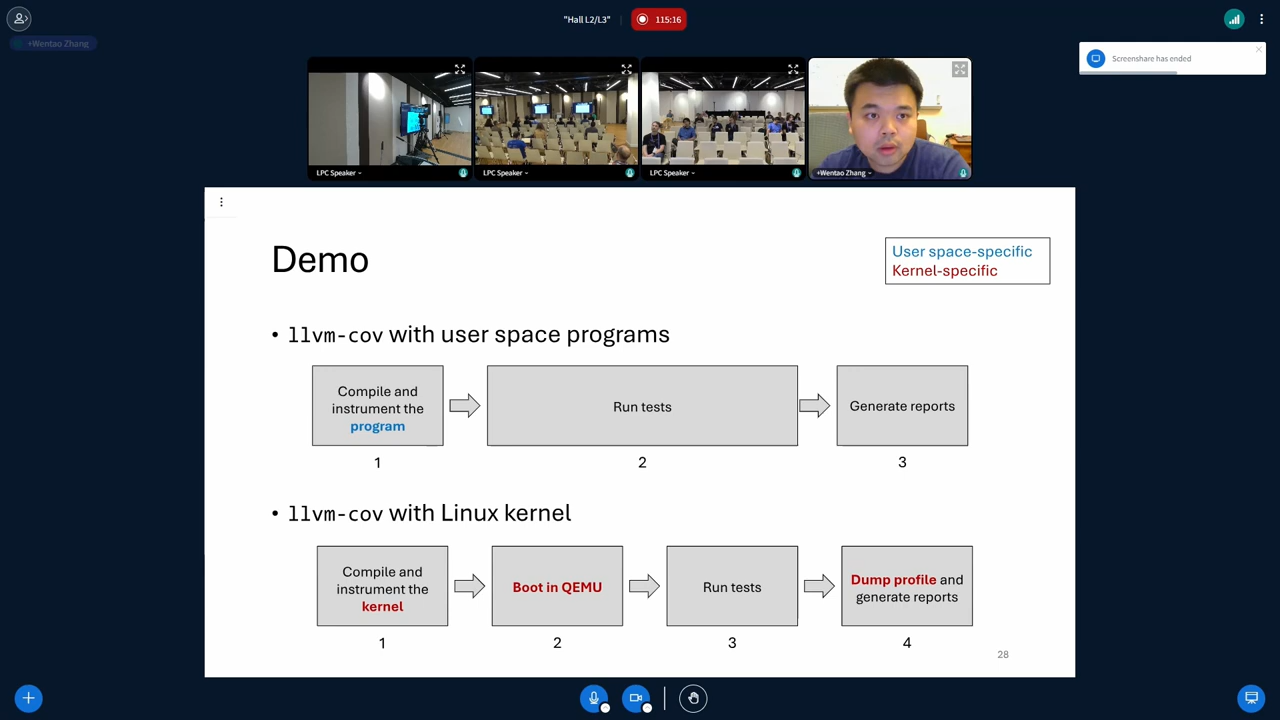 "Hall L2/L3"
115:16
+Wentao Zhang
Screenshare has ended
LPC Speaker
LPC Speaker
LPC Speaker
+Wentao Zhang
Demo
User space-specific
Kernel-specific
• llvm-cov with user space programs
Compile and
instrument the
program
Run tests
Generate reports
1
2
3
• llvm-cov with Linux kernel
Compile and
instrument the
kernel
Boot in QEMU
Run tests
Dump profile and
generate reports
1
2
3
4
28